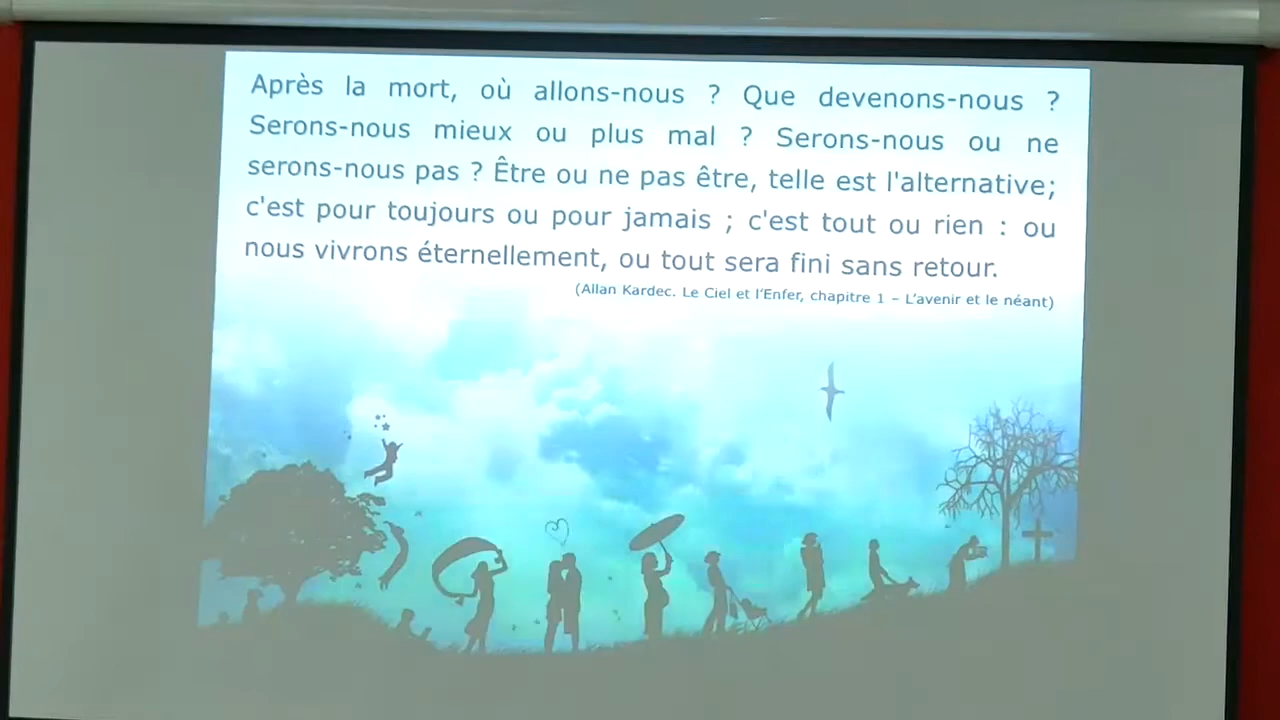 Après la mort, où allons-nous ? Que devenons-nous ?
Serons-nous mieux ou plus mal ? Serons-nous ou ne
serons-nous pas ? Être ou ne pas être, telle est l'alternative;
c'est pour toujours ou pour jamais ; c'est tout ou rien : ou
nous vivrons éternellement, ou tout sera fini sans retour.
(Allan Kardec. Le Ciel et l’Enfer, chapitre 1 – L’avenir et le néant)